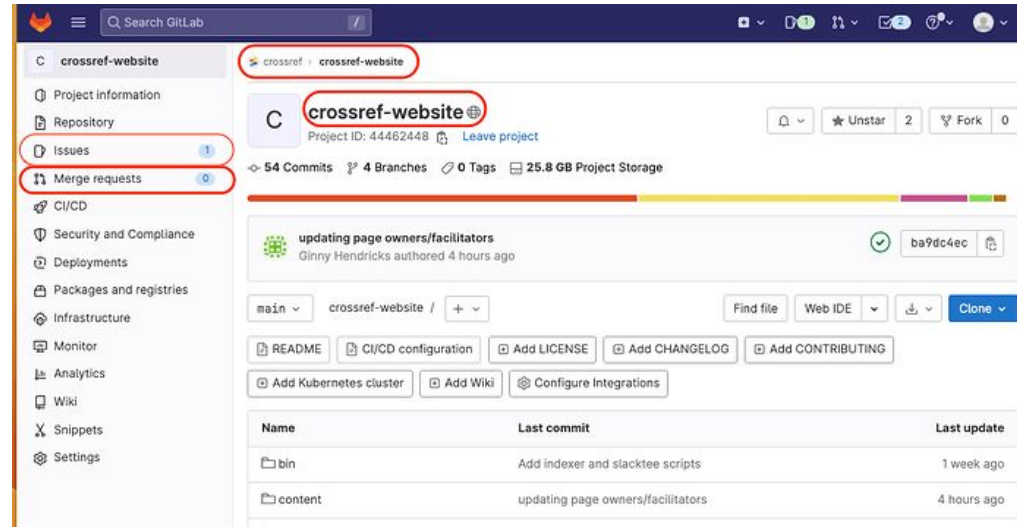 Search GitLab /
1 2
C crossref-website
Project information
Repository
Issues 1
Merge requests 0
CI/CD
Security and Compliance
Deployments
Packages and registries
Infrastructure
Monitor
Analytics
Wiki
Snippets
Settings
crossref › crossref-website
C
crossref-website
Project ID: 44462448 Leave project
Unstar 2 Fork 0
54 Commits 4 Branches 0 Tags 25.8 GB Project Storage
updating page owners/facilitators
Ginny Hendricks authored 4 hours ago
ba9dc4ec
main crossref-website / +
Find file Web IDE Clone
README CI/CD configuration Add LICENSE Add CHANGELOG Add CONTRIBUTING
Add Kubernetes cluster Add Wiki Configure Integrations
Name Last commit Last update
bin Add indexer and slacktee scripts 1 week ago
content updating page owners/facilitators 4 hours ago